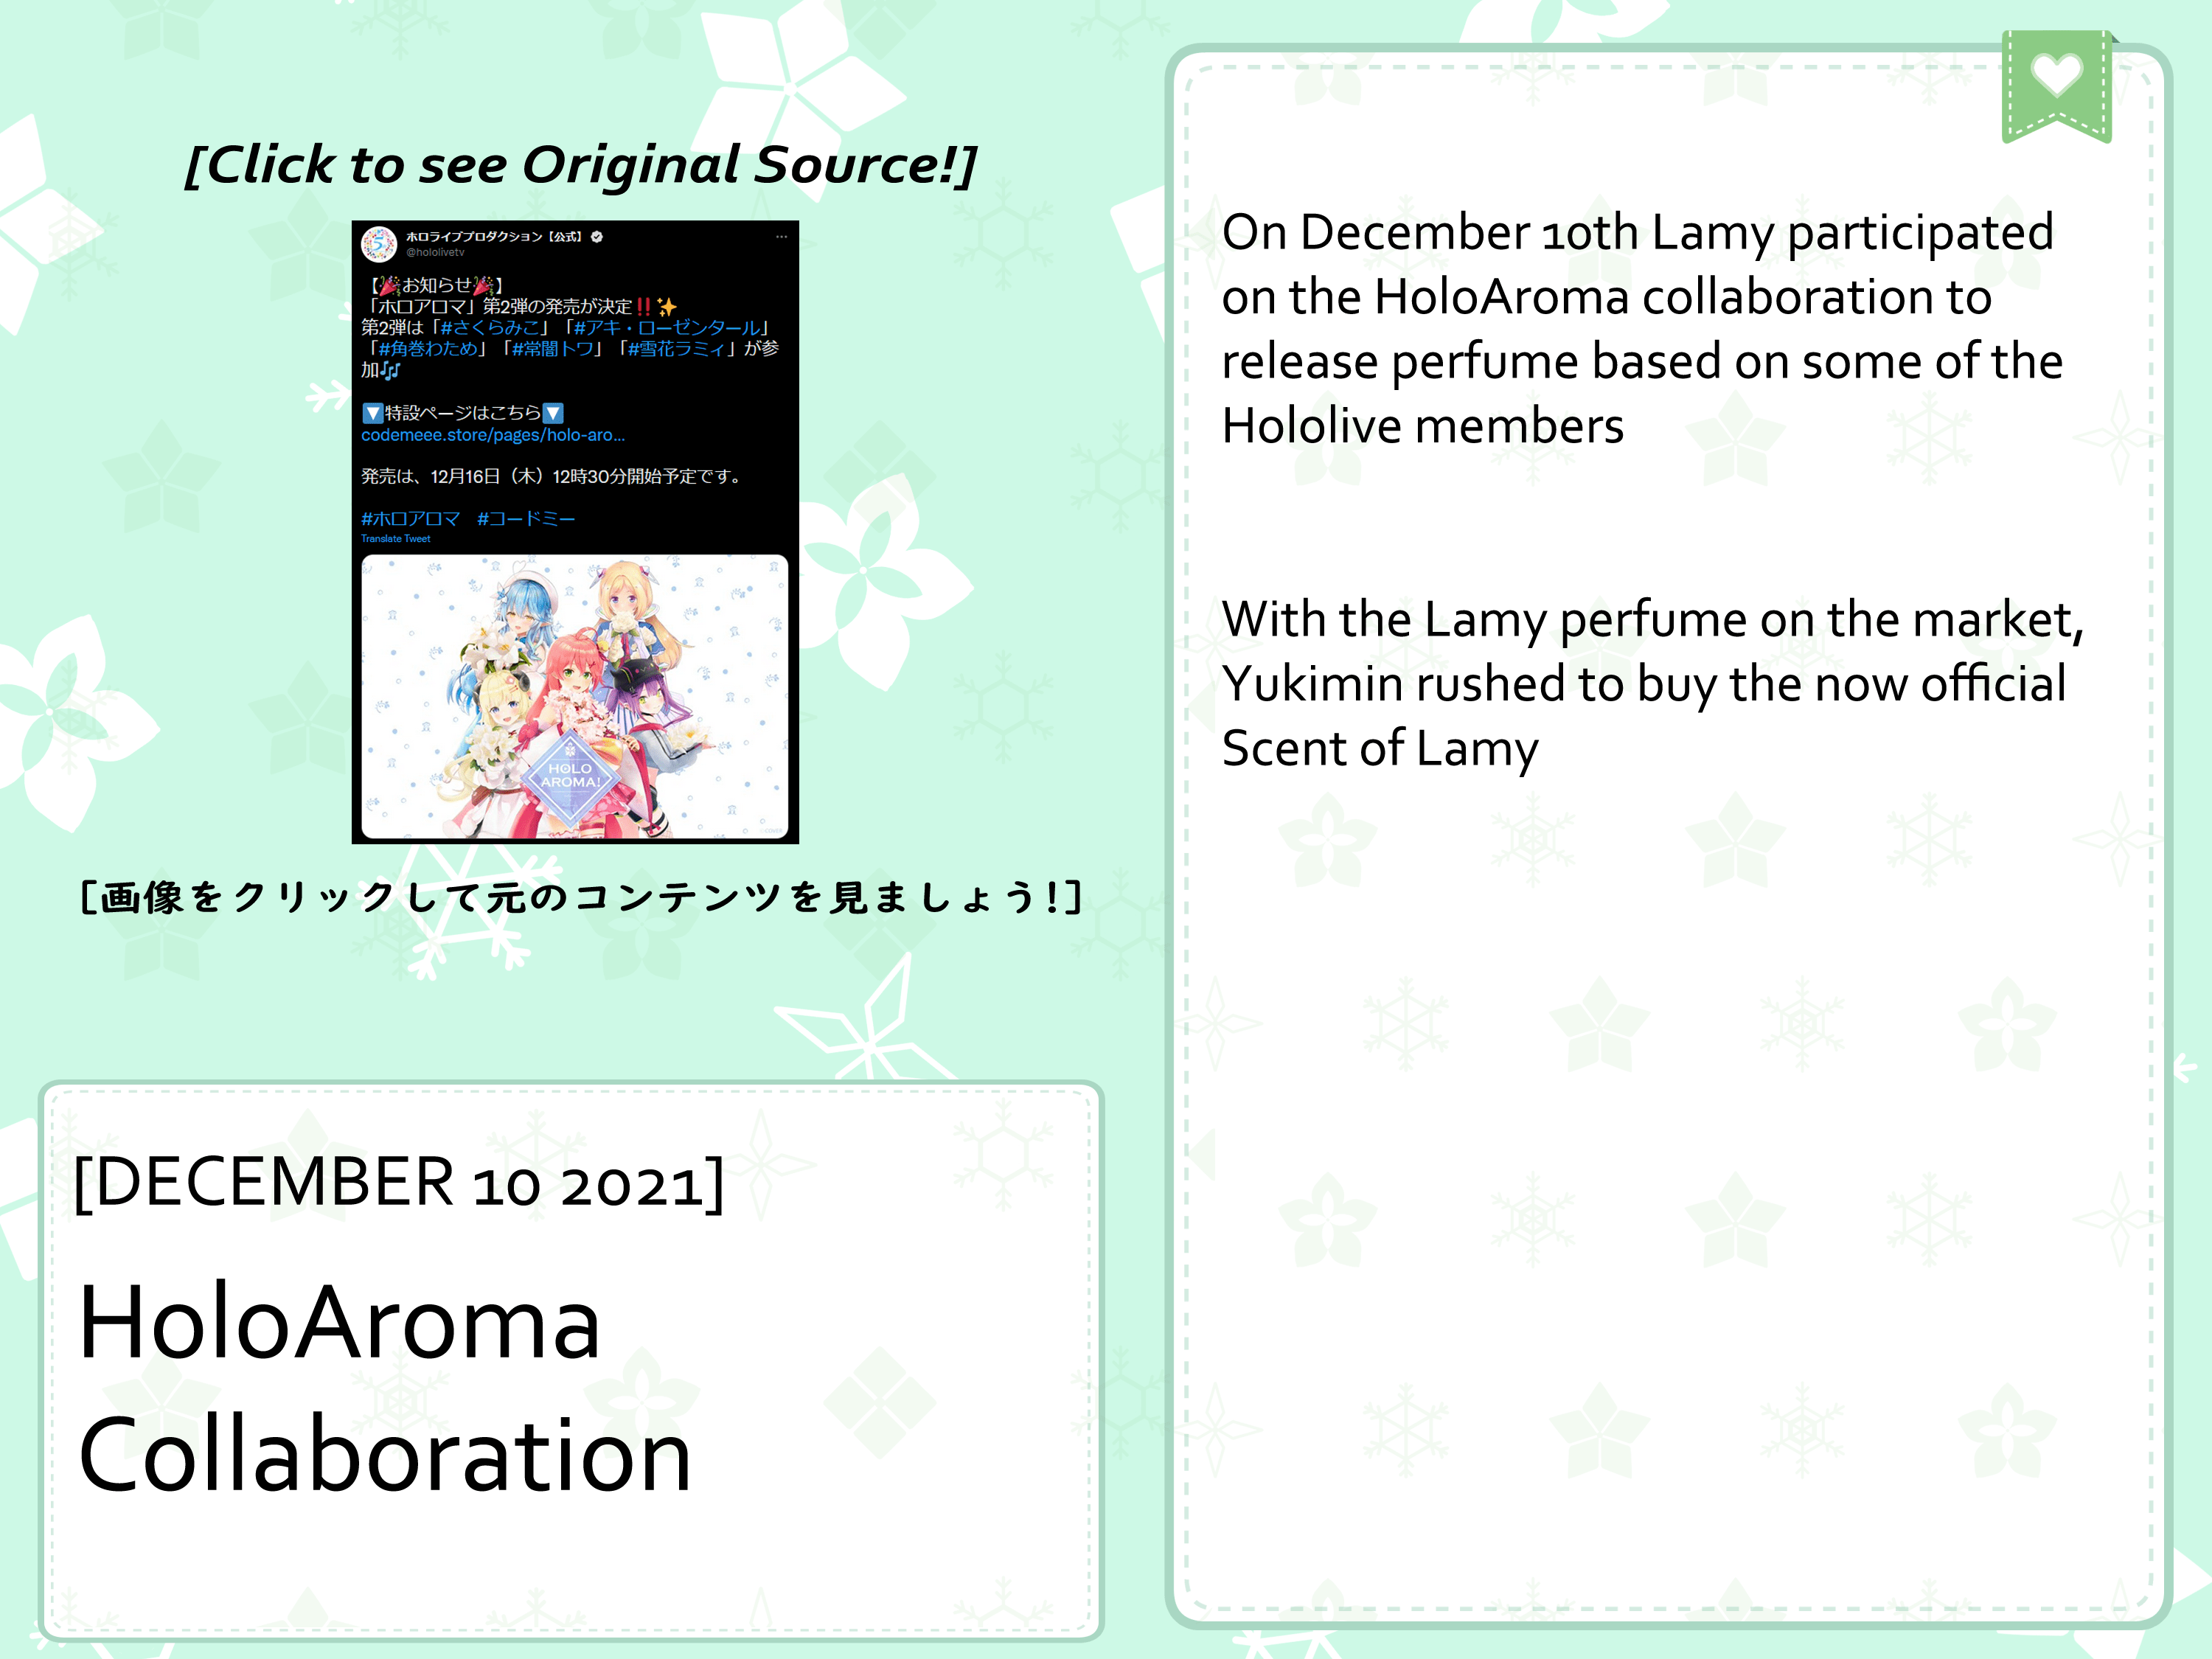 [Click to see Original Source!]
ホロライブプロダクション【公式】
@hololivetv
【🎉お知らせ🎉】
「ホロアロマ」第2弾の発売が決定‼️✨
第2弾は「#さくらみこ」「#アキ・ローゼンタール」
「#角巻わため」「#常闇トワ」「#雪花ラミィ」が参
加🎶
🔽特設ページはこちら🔽
codemeee.store/pages/holo-aro...
発売は、12月16日（木）12時30分開始予定です。
#ホロアロマ　#コードミー
Translate Tweet
HOLO
AROMA!
[画像をクリックして元のコンテンツを見ましょう!]
[DECEMBER 10 2021]
HoloAroma
Collaboration
On December 10th Lamy participated
on the HoloAroma collaboration to
release perfume based on some of the
Hololive members
With the Lamy perfume on the market,
Yukimin rushed to buy the now official
Scent of Lamy